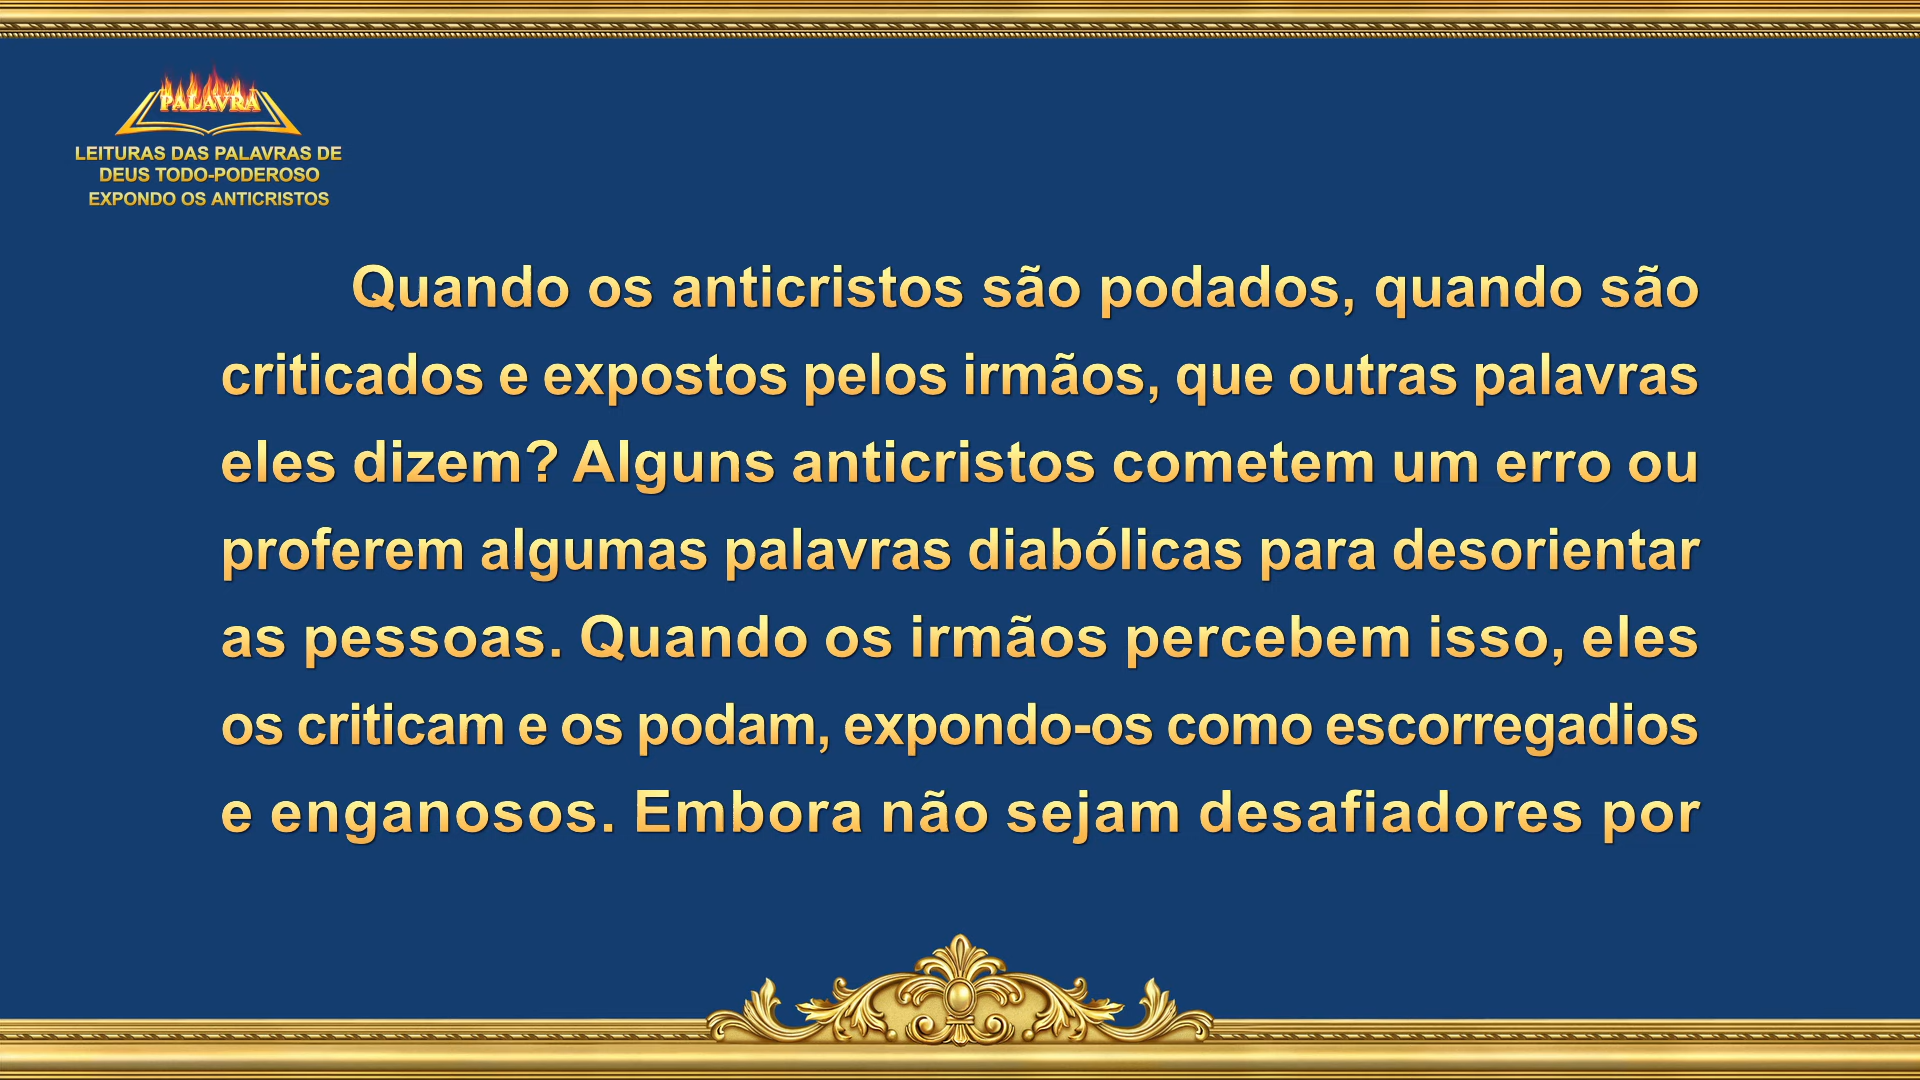 PALAVRA
LEITURAS DAS PALAVRAS DE
DEUS TODO-PODEROSO
EXPONDO OS ANTICRISTOS
Quando os anticristos são podados, quando são
criticados e expostos pelos irmãos, que outras palavras
eles dizem? Alguns anticristos cometem um erro ou
proferem algumas palavras diabólicas para desorientar
as pessoas. Quando os irmãos percebem isso, eles
os criticam e os podam, expondo-os como escorregadios
e enganosos. Embora não sejam desafiadores por